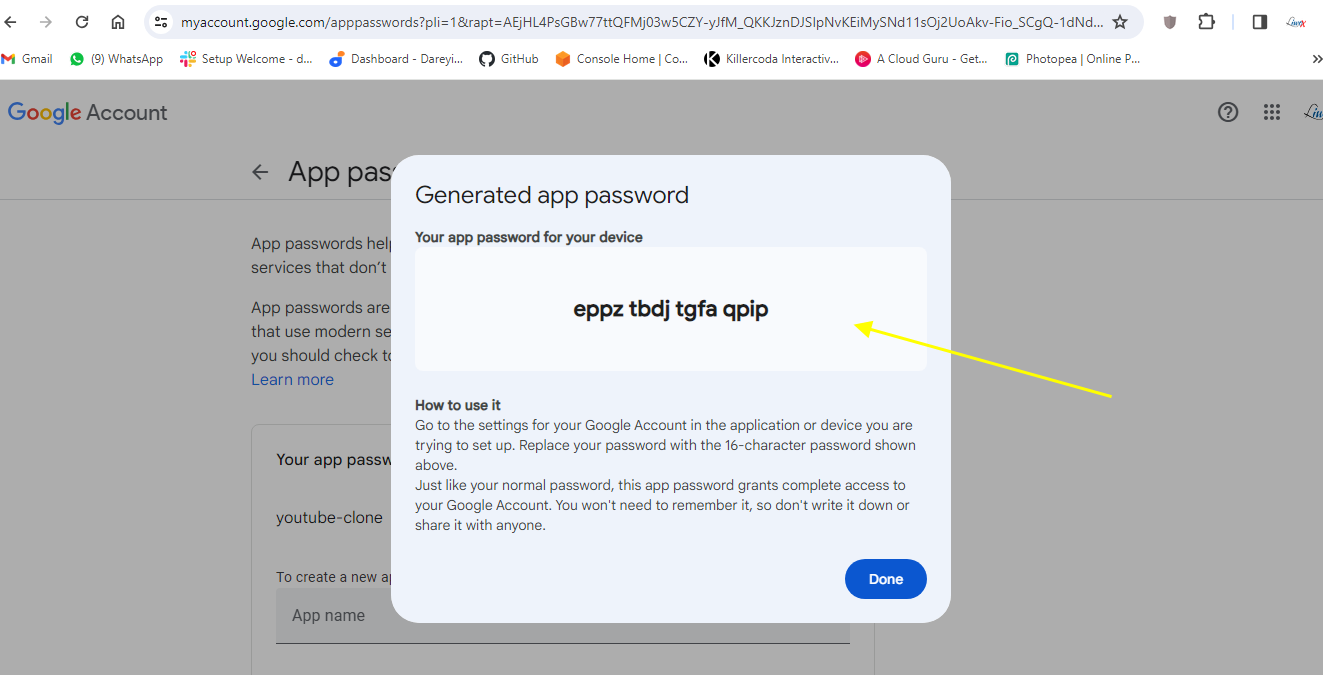 myaccount.google.com/apppasswords?pli=1&rapt=AEjHL4PsGBw77ttQFMj03w5CZY-yJfM_QKKJznDJSIpNvKEiMySNd11sOj2UoAkv-Fio_SCgQ-1dNd...
Gmail (9) WhatsApp Setup Welcome - d... Dashboard - Dareyi... GitHub Console Home | Co... Killercoda Interactiv... A Cloud Guru - Get... Photopea | Online P... »
Google Account
App pas
Generated app password
Your app password for your device
eppz tbdj tgfa qpip
How to use it
Go to the settings for your Google Account in the application or device you are
trying to set up. Replace your password with the 16-character password shown
above.
Just like your normal password, this app password grants complete access to
your Google Account. You won't need to remember it, so don't write it down or
share it with anyone.
Done
App passwords help
services that don't
App passwords are
that use modern se
you should check to
Learn more
Your app passw
youtube-clone
To create a new ap
App name